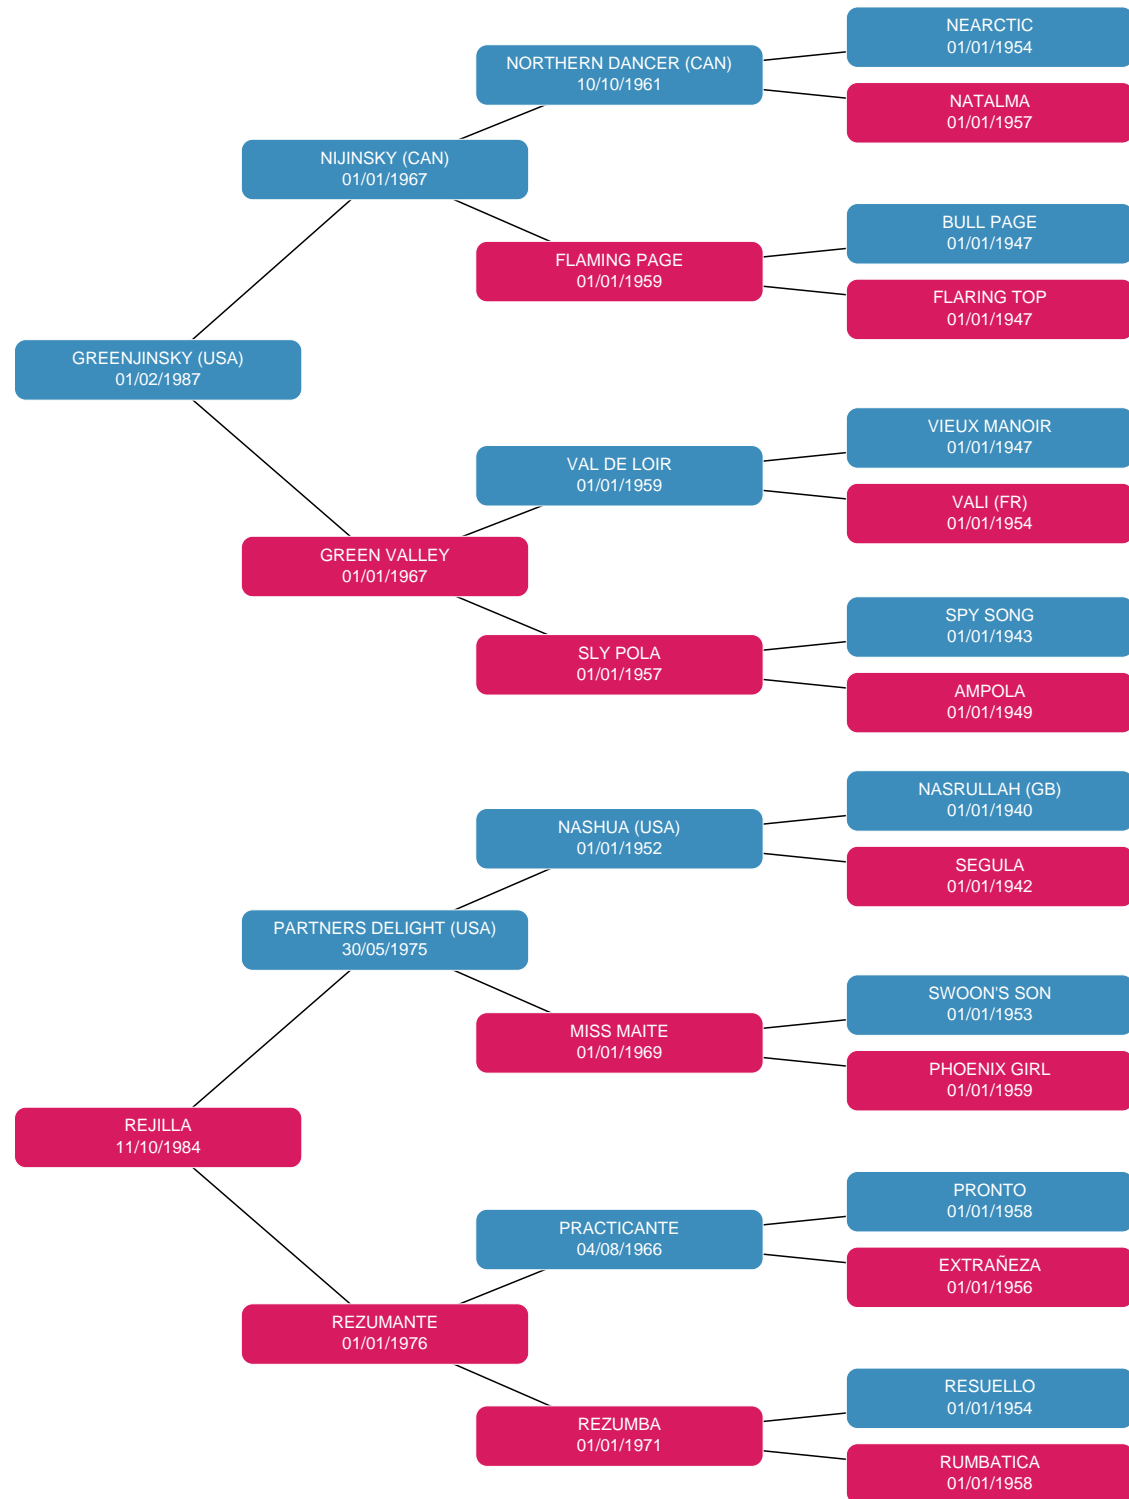 NEARCTIC
01/01/1954
NORTHERN DANCER (CAN)
10/10/1961
NATALMA
01/01/1957
NIJINSKY (CAN)
01/01/1967
BULL PAGE
01/01/1947
FLAMING PAGE
01/01/1959
FLARING TOP
01/01/1947
GREENJINSKY (USA)
01/02/1987
VIEUX MANOIR
01/01/1947
VAL DE LOIR
01/01/1959
VALI (FR)
01/01/1954
GREEN VALLEY
01/01/1967
SPY SONG
01/01/1943
SLY POLA
01/01/1957
AMPOLA
01/01/1949
NASRULLAH (GB)
01/01/1940
NASHUA (USA)
01/01/1952
SEGULA
01/01/1942
PARTNERS DELIGHT (USA)
30/05/1975
SWOON'S SON
01/01/1953
MISS MAITE
01/01/1969
PHOENIX GIRL
01/01/1959
REJILLA
11/10/1984
PRONTO
01/01/1958
PRACTICANTE
04/08/1966
EXTRAÑEZA
01/01/1956
REZUMANTE
01/01/1976
RESUELLO
01/01/1954
REZUMBA
01/01/1971
RUMBATICA
01/01/1958